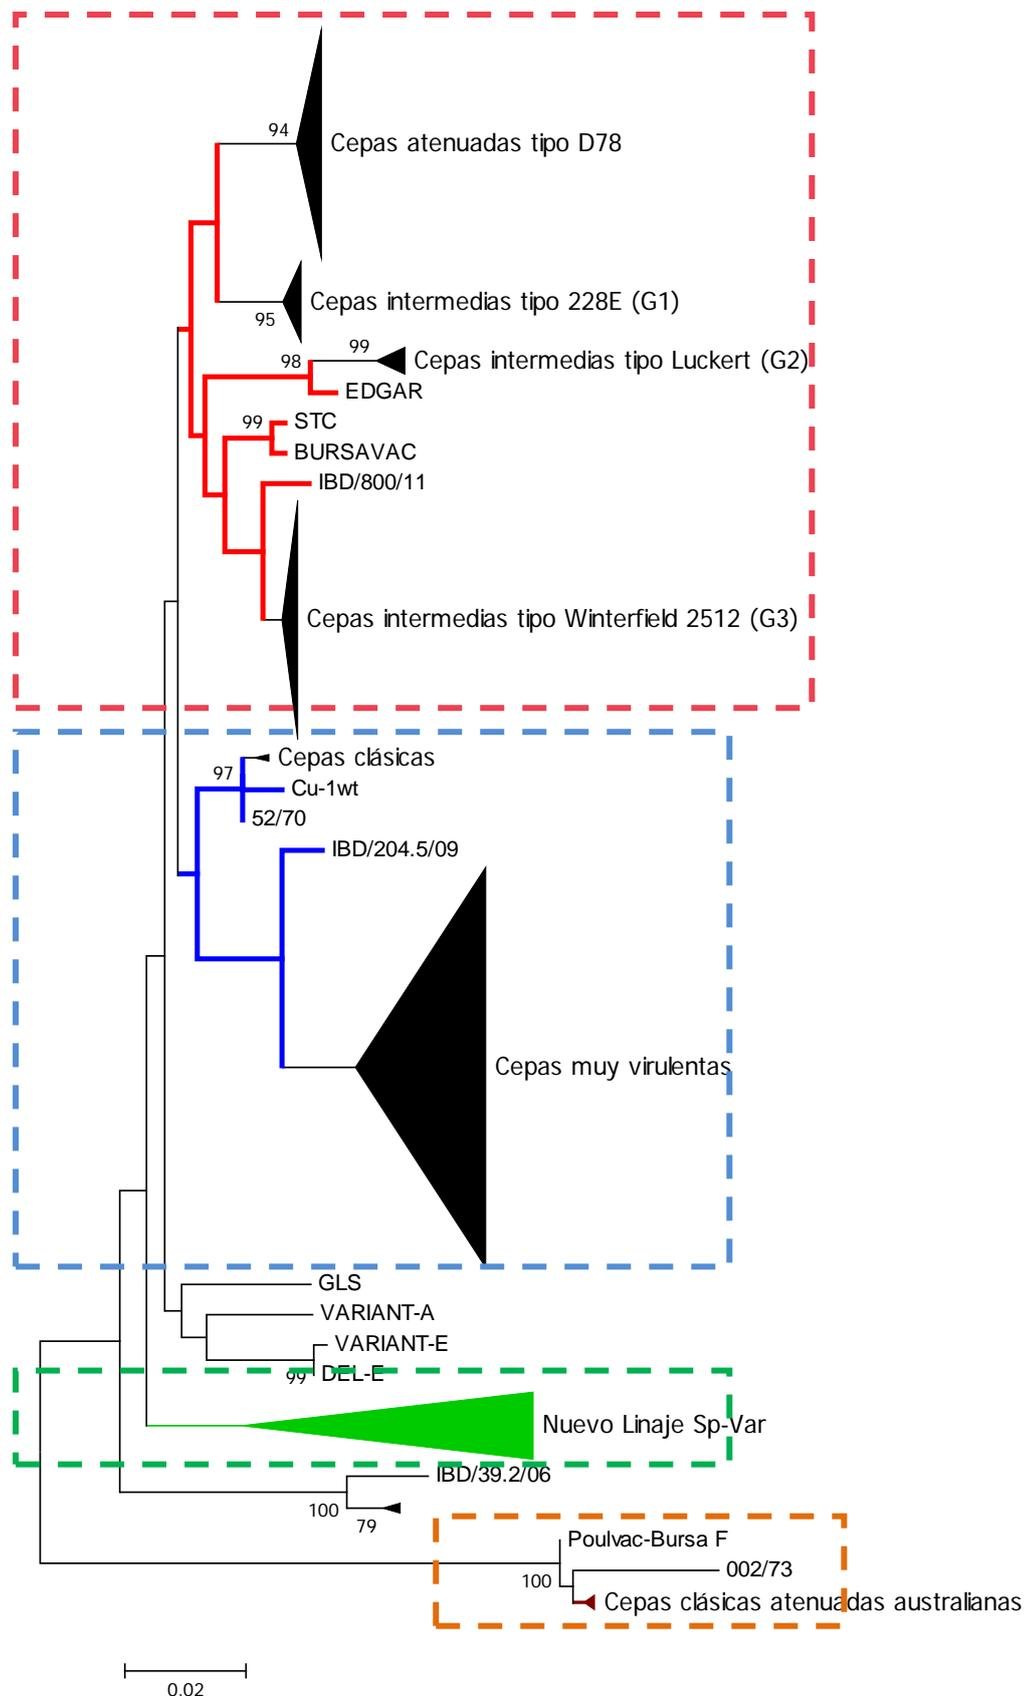 94
Cepas atenuadas tipo D78
Cepas intermedias tipo 228E (G1)
95
99
Cepas intermedias tipo Luckert (G2)
98
EDGAR
99
STC
BURSAVAC
IBD/800/11
Cepas intermedias tipo Winterfield 2512 (G3)
Cepas clásicas
97
Cu-1wt
52/70
IBD/204.5/09
Cepas muy virulentas
GLS
VARIANT-A
VARIANT-E
99
DEL-E
Nuevo Linaje Sp-Var
IBD/39.2/06
100
79
Poulvac-Bursa F
002/73
100
Cepas clásicas atenuadas australianas
0.02